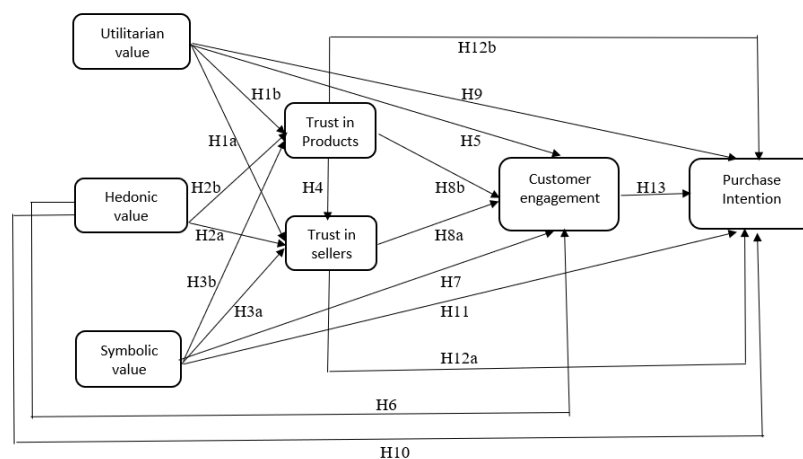 Utilitarian
value
H12b
H9
H1b
Trust in
Products
H1a
H5
H4
Hedonic
value
H2b
H2a
H8b
H8a
Customer
engagement
H13
Purchase
Intention
Trust in
sellers
H3b
H3a
H7
H11
Symbolic
value
H12a
H6
H10